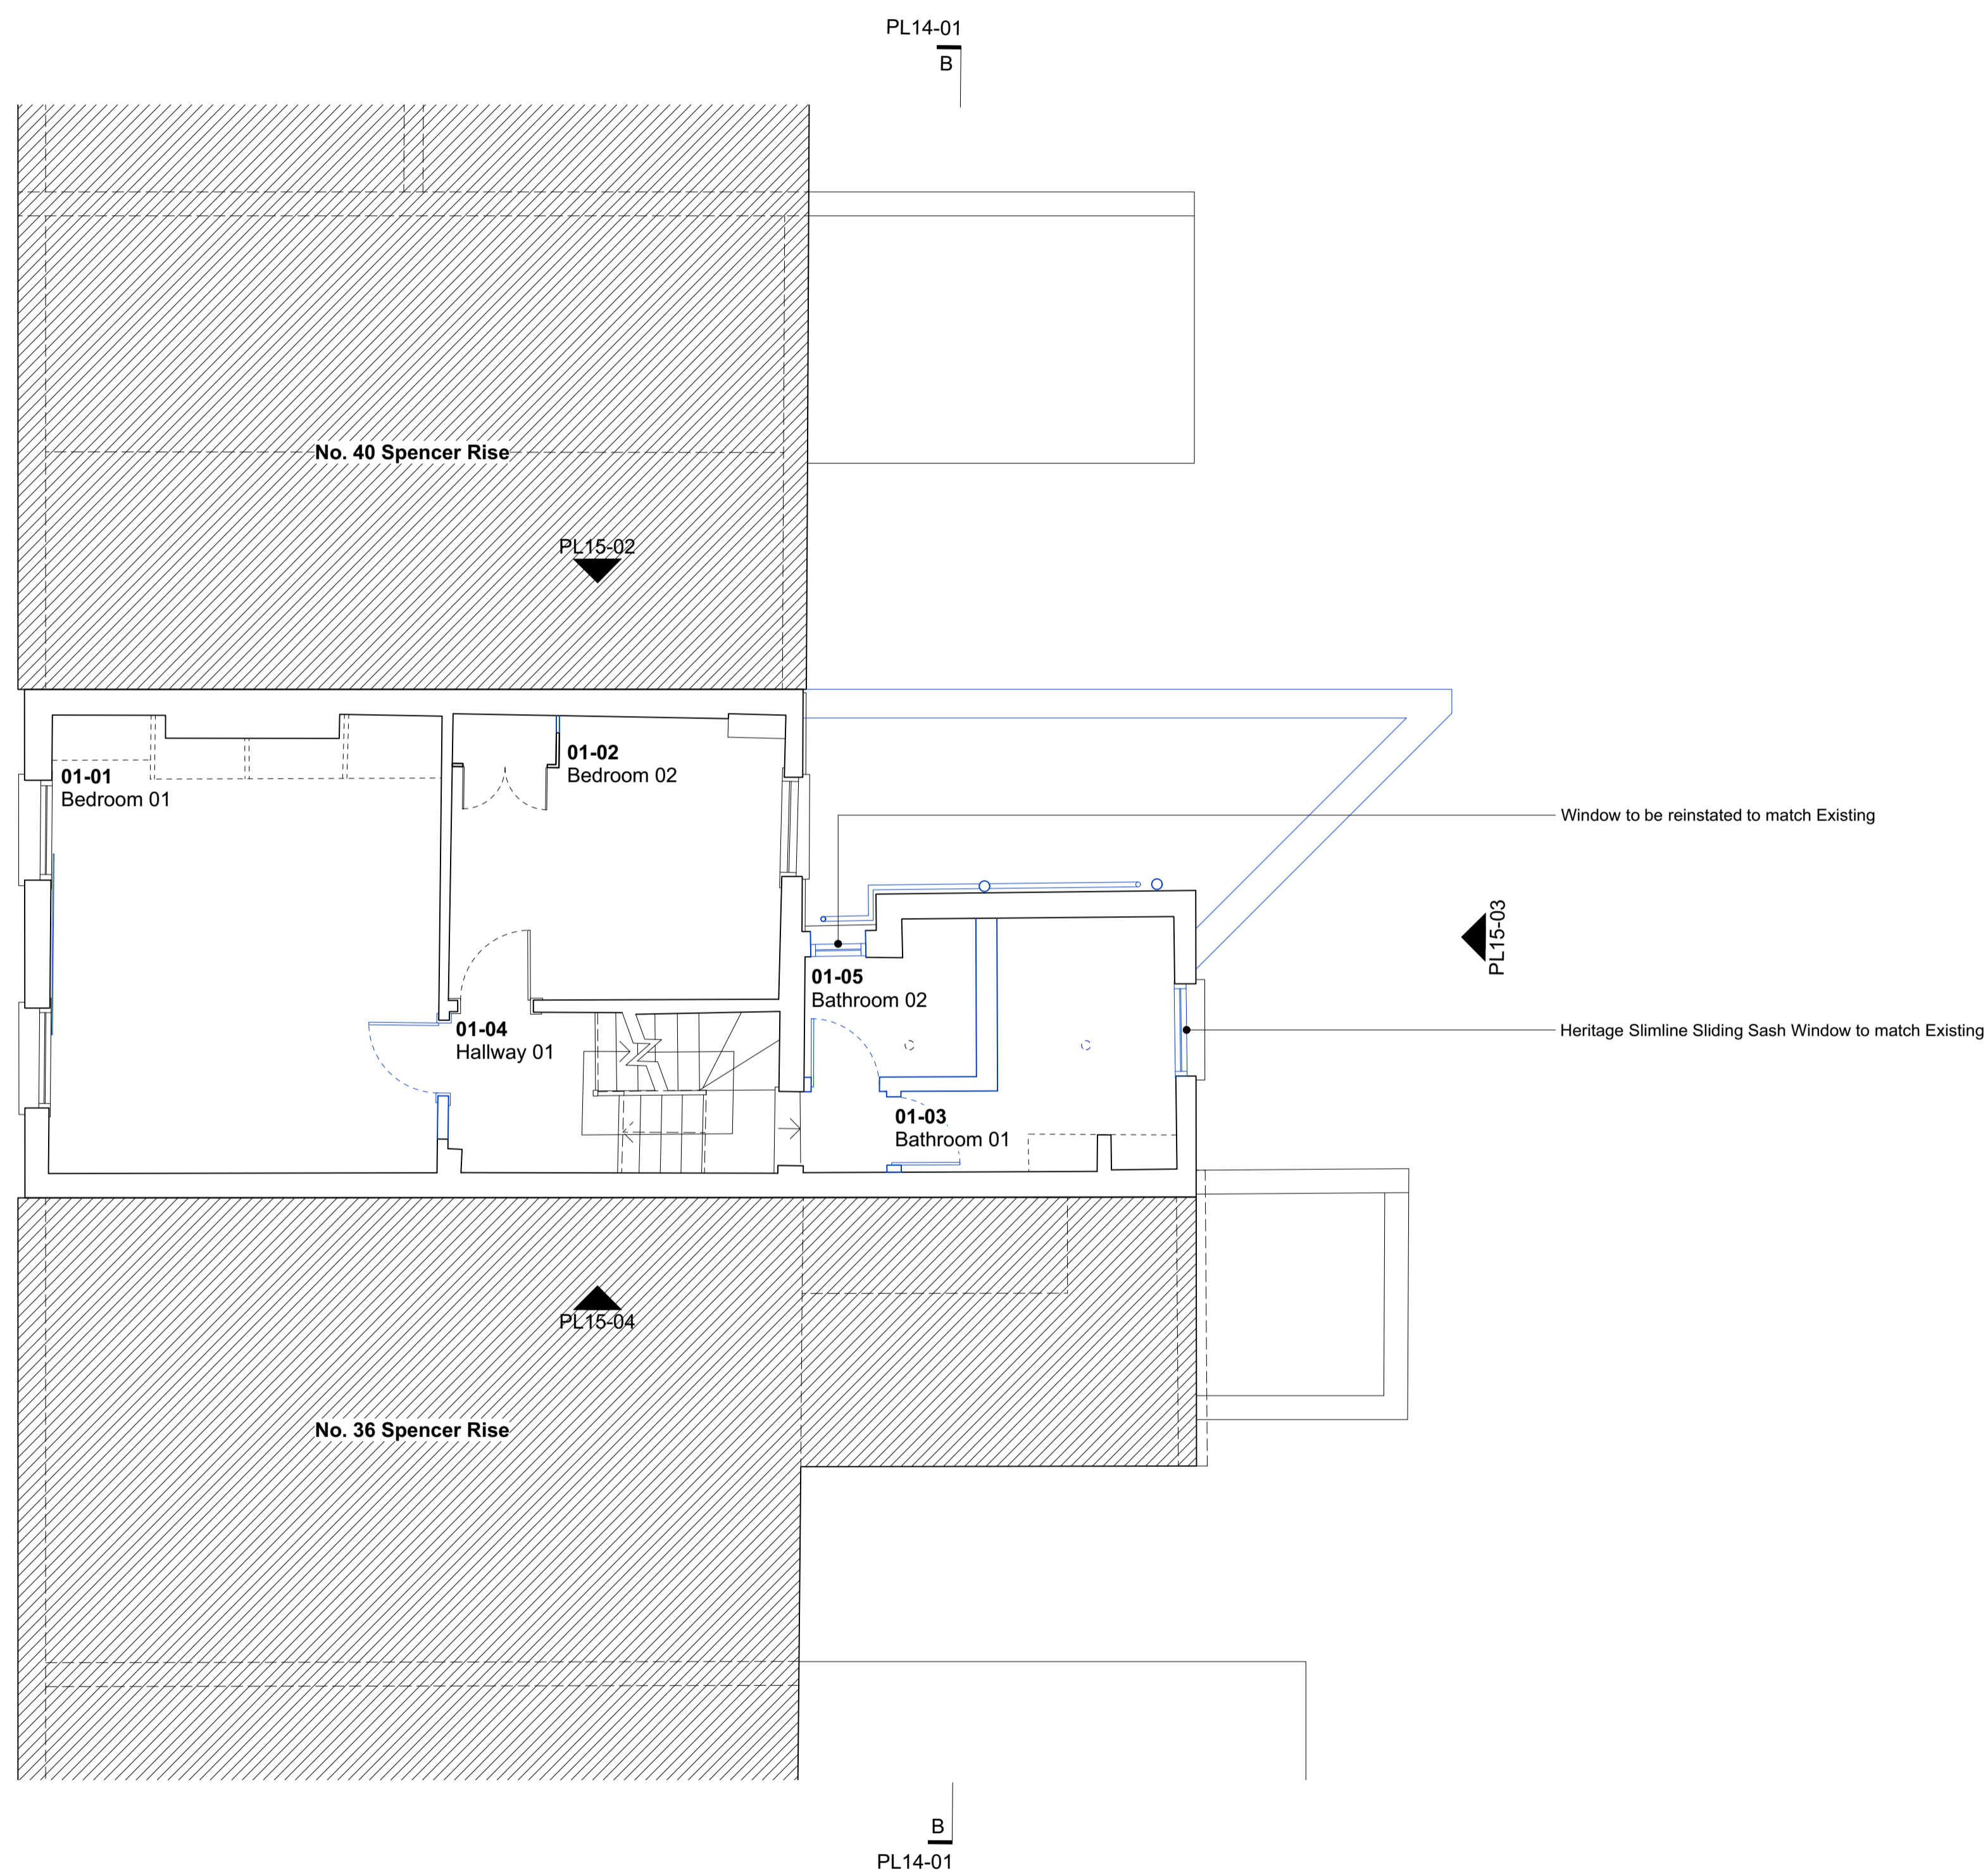 PL14-01
B
No. 40 Spencer Rise
PL15-02
01-01
Bedroom 01
01-02
Bedroom 02
Window to be reinstated to match Existing
PL15-03
01-05
Bathroom 02
01-04
Hallway 01
Heritage Slimline Sliding Sash Window to match Existing
01-03
Bathroom 01
PL15-04
No. 36 Spencer Rise
B
PL14-01